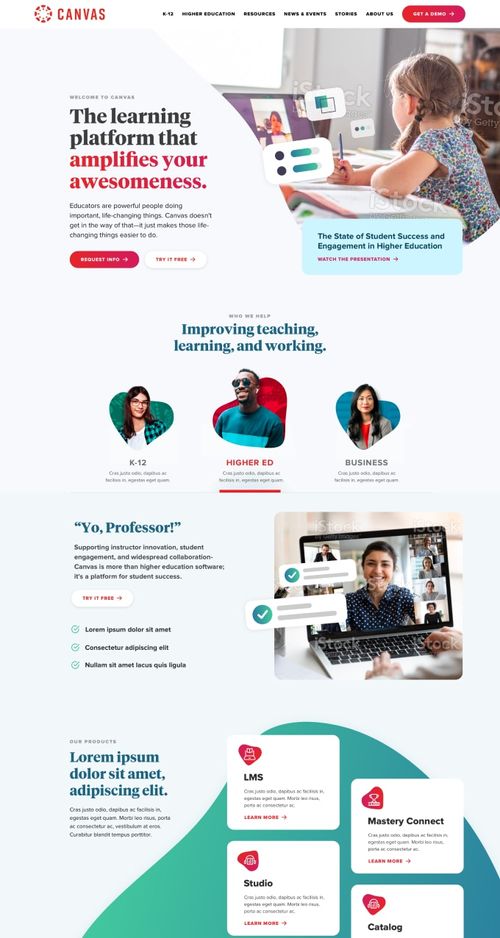 CANVAS
K-12 HIGHER EDUCATION RESOURCES NEWS & EVENTS STORIES ABOUT US GET A DEMO
iStock
by Getty
iStock
WELCOME TO CANVAS
The learning
platform that
amplifies your
awesomeness.
Educators are powerful people doing
important, life-changing things. Canvas doesn't
get in the way of that—it just makes those life-
changing things easier to do.
REQUEST INFO TRY IT FREE
The State of Student Success and
Engagement in Higher Education
WATCH THE PRESENTATION
WHO WE HELP
Improving teaching,
learning, and working.
K-12 HIGHER ED BUSINESS
Cras justo odio, dapibus ac Cras justo odio, dapibus ac Cras justo odio, dapibus ac
facilisis in, egestas eget quam. facilisis in, egestas eget quam. facilisis in, egestas eget quam.
“Yo, Professor!”
Supporting instructor innovation, student
engagement, and widespread collaboration-
Canvas is more than higher education software;
it's a platform for student success.
TRY IT FREE
Lorem ipsum dolor sit amet
Consectetur adipiscing elit
Nullam sit amet lacus quis ligula
iStock
iStock
iStock
OUR PRODUCTS
Lorem ipsum
dolor sit amet,
adipiscing elit.
Cras justo odio, dapibus ac facilisis in,
egestas eget quam. Morbi leo risus, porta
ac consectetur ac, vestibulum at eros.
Curabitur blandit tempus porttitor.
LMS
Cras justo odio, dapibus ac facilisis in,
egestas eget quam. Morbi leo risus,
porta ac consectetur ac.
LEARN MORE
Mastery Connect
Cras justo odio, dapibus ac facilisis in,
egestas eget quam. Morbi leo risus,
porta ac consectetur ac.
LEARN MORE
Studio
Cras justo odio, dapibus ac facilisis in,
egestas eget quam. Morbi leo risus,
porta ac consectetur ac.
LEARN MORE
Catalog